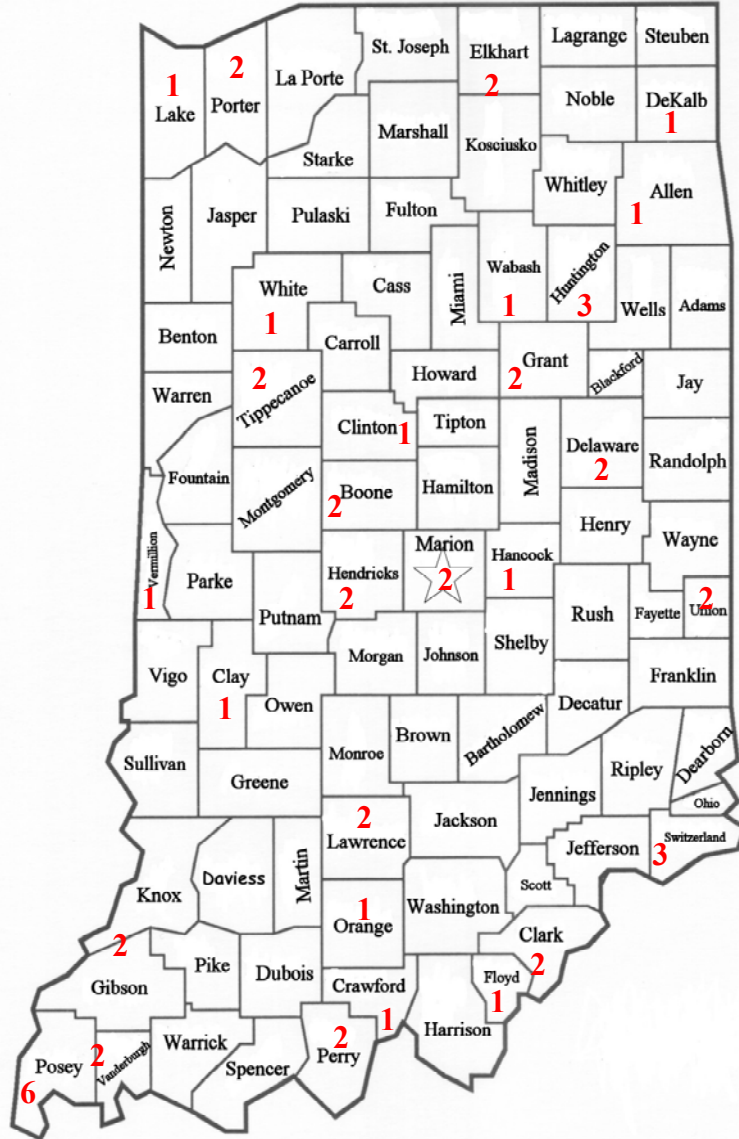 St. Joseph
Elkhart
2
Lagrange
Steuben
1
Lake
2
Porter
La Porte
Noble
DeKalb
1
Marshall
Kosciusko
Starke
Whitley
Allen
1
Newton
Jasper
Pulaski
Fulton
White
1
Cass
Miami
Wabash
1
Huntington
3
Wells
Adams
Benton
Carroll
Howard
Grant
2
Blackford
Jay
Warren
2
Tippecanoe
Clinton
1
Tipton
Madison
Delaware
2
Randolph
Fountain
Montgomery
Boone
2
Hamilton
Henry
Wayne
Vermillion
1
Parke
Putnam
Hendricks
2
Marion
2
Hancock
1
Rush
Fayette
2
Union
Shelby
Vigo
Clay
1
Owen
Morgan
Johnson
Franklin
Decatur
Sullivan
Greene
Monroe
Brown
Bartholomew
Jennings
Ripley
Dearborn
Ohio
Switzerland
3
Jefferson
Jackson
2
Lawrence
Knox
Daviess
Martin
Scott
Washington
1
Orange
Clark
2
2
Gibson
Pike
Dubois
Crawford
1
Floyd
1
Harrison
Posey
6
2
Vanderburgh
Warrick
Spencer
2
Perry